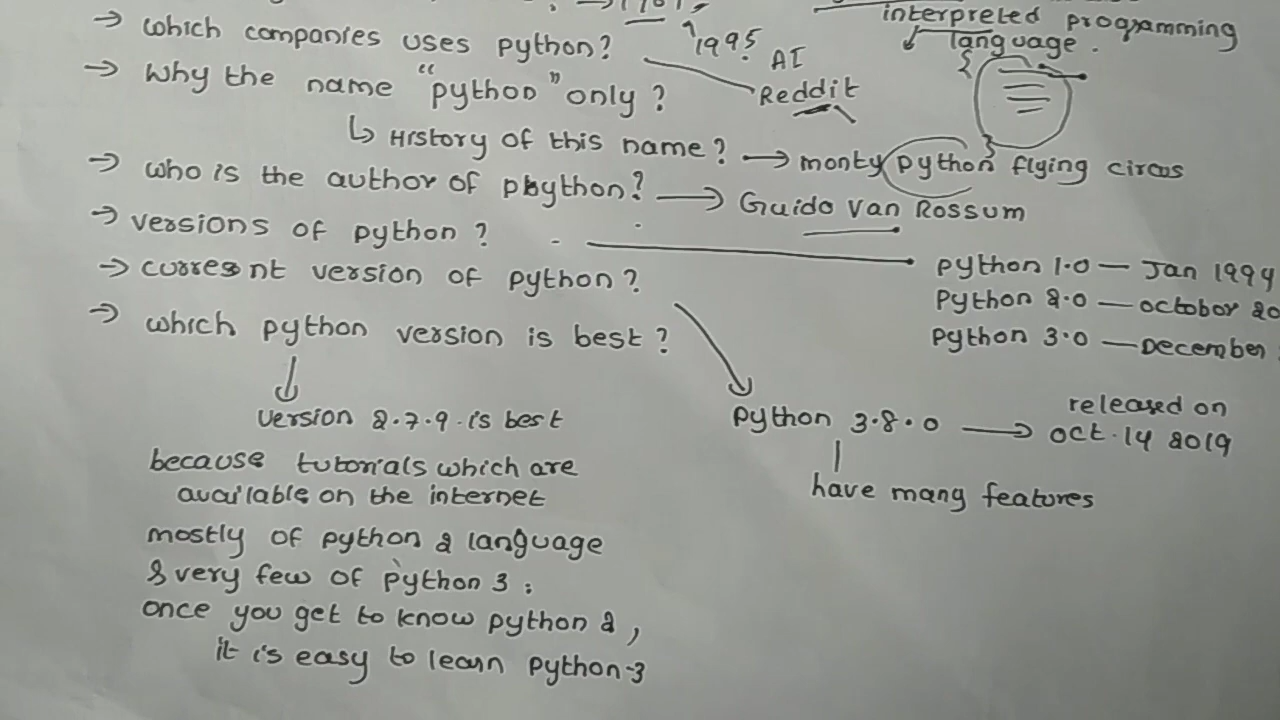 interpreted programming
language.
→ which companies uses python?
1995 AI
Reddit
→ Why the name "python" only?
↳ History of this name? → monty python flying circus
→ who is the author of python? → Guido Van Rossum
→ versions of python?
python 1.0 — Jan 1994
Python 2.0 — october 20
Python 3.0 — December
→ current version of python?
→ which python version is best?
version 2.7.9. is best
because tutorials which are
available on the internet
mostly of python 2 language
& very few of python 3.
once you get to know python 2,
it is easy to learn python-3
Python 3.8.0 → released on
oct.14 2019
have many features